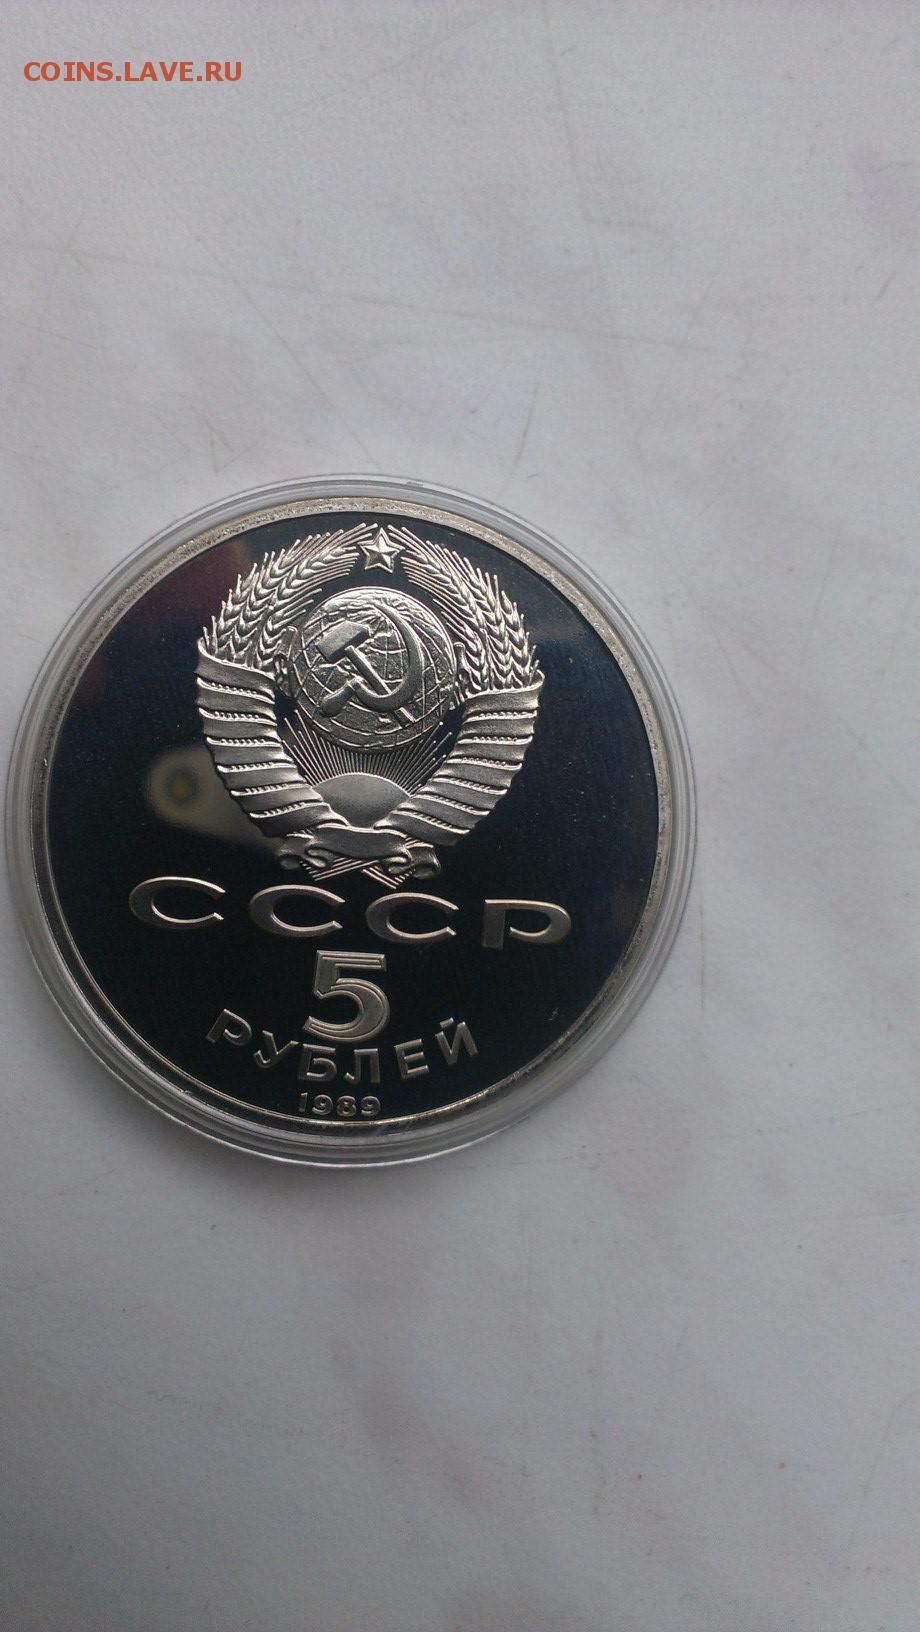 COINS.LAVE.RU
СССР
5
РУБЛЕЙ
1989